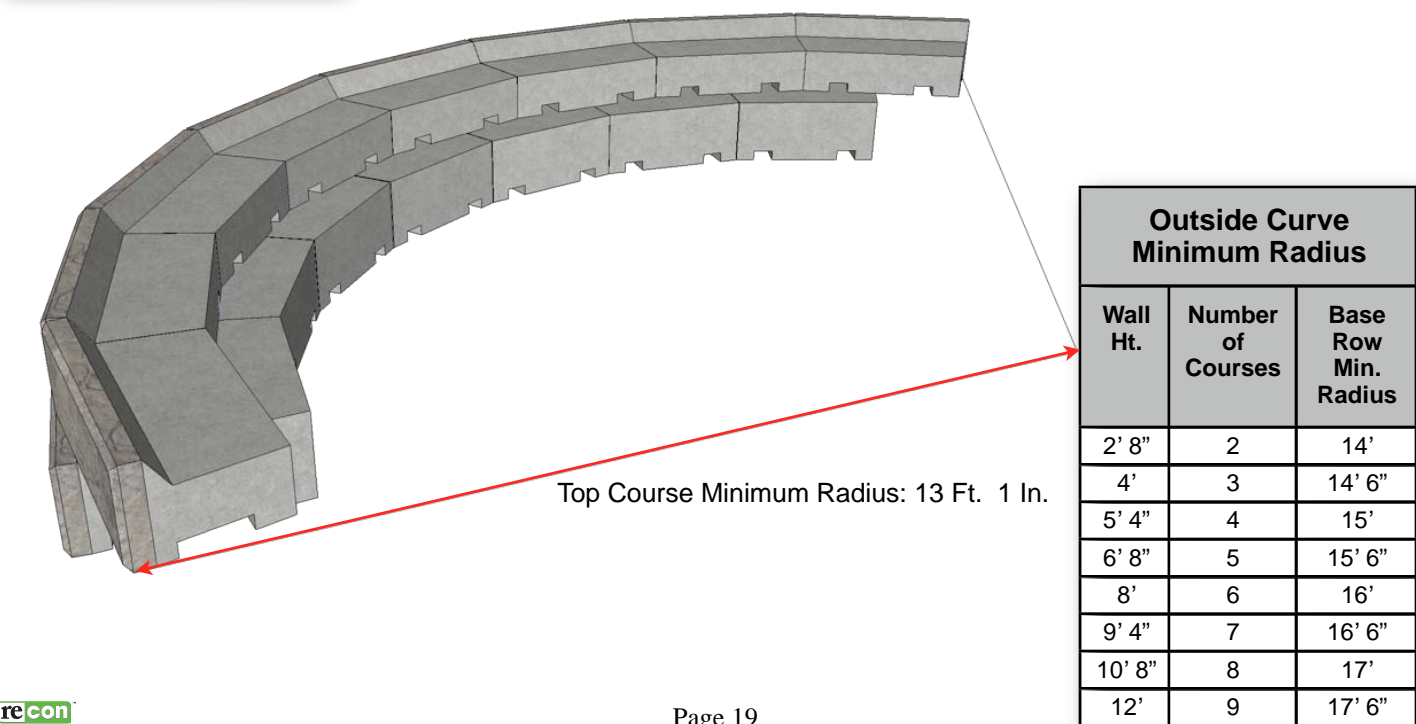 Outside Curve
Minimum Radius
Wall Ht. Number of Courses Base Row Min. Radius
2’ 8” 2 14’
4’ 3 14’ 6”
5’ 4” 4 15’
6’ 8” 5 15’ 6”
8’ 6 16’
9’ 4” 7 16’ 6”
10’ 8” 8 17’
12’ 9 17’ 6”
Top Course Minimum Radius: 13 Ft. 1 In.
recon
Page 19